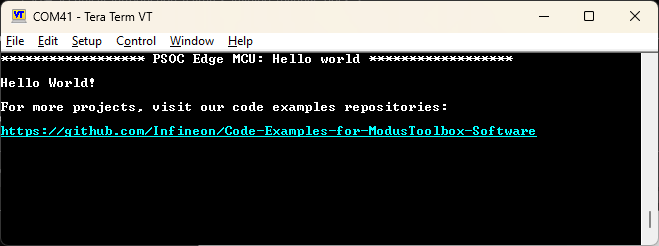 VT COM41 - Tera Term VT
File Edit Setup Control Window Help
****************** PSOC Edge MCU: Hello world ******************
Hello World!
For more projects, visit our code examples repositories:
https://github.com/Infineon/Code-Examples-for-ModusToolbox-Software